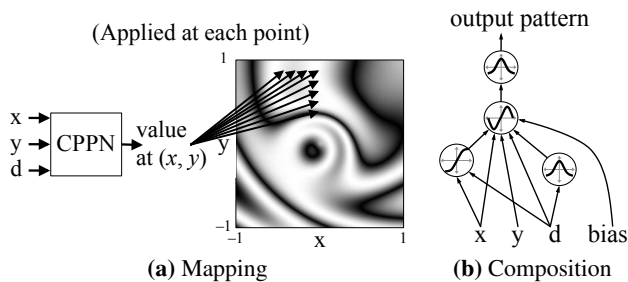 (Applied at each point)
x
y
d
CPPN
value
at (x, y)
1
y
-1
-1
x
1
(a) Mapping
output pattern
x y d bias
(b) Composition